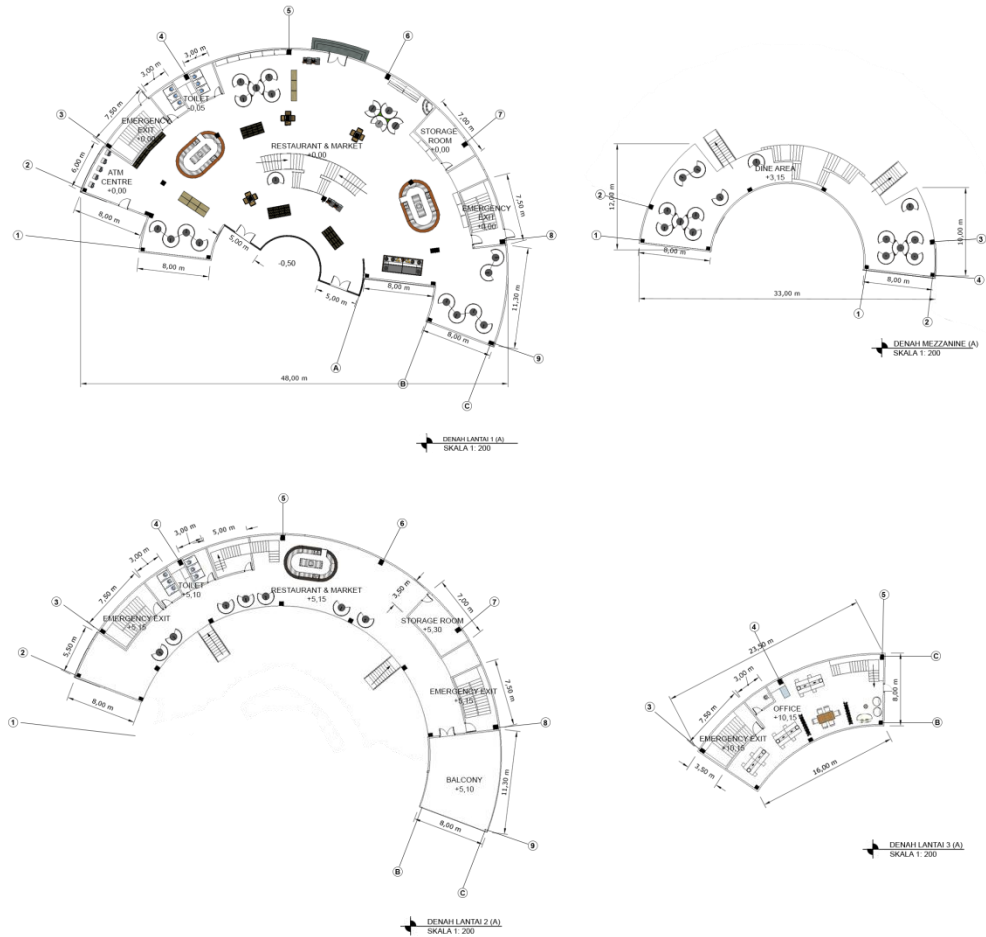 5
4
6
3,00 m
3,00 m
TOILET
-0,05
7,50 m
EMERGENCY
EXIT
+0,00
3
7,00 m
7
STORAGE
ROOM
+0,00
RESTAURANT & MARKET
+0,00
6,00 m
2
ATM
CENTRE
+0,00
8,00 m
1
5,00 m
8,00 m
-0,50
5,00 m
EMERGENCY
EXIT
+0,00
7,50 m
8
8,00 m
11,30 m
8,00 m
9
A
B
C
48,00 m
DENAH LANTAI 1 (A)
SKALA 1: 200
DINE AREA
+3,15
12,00 m
2
1
8,00 m
10,00 m
3
4
8,00 m
33,00 m
1
2
DENAH MEZZANINE (A)
SKALA 1: 200
5
4
6
3,00 m
5,00 m
3,00 m
TOILET
+5,10
7,50 m
3
EMERGENCY EXIT
+5,15
RESTAURANT & MARKET
+5,15
3,50 m
7,00 m
7
STORAGE ROOM
+5,30
5,50 m
2
8,00 m
1
EMERGENCY EXIT
+5,15
7,50 m
8
BALCONY
+5,10
11,30 m
8,00 m
9
B
C
DENAH LANTAI 2 (A)
SKALA 1: 200
5
4
23,50 m
C
3,00 m
8,00 m
7,50 m
OFFICE
+10,15
3
EMERGENCY EXIT
+10,15
B
3,50 m
16,00 m
DENAH LANTAI 3 (A)
SKALA 1: 200